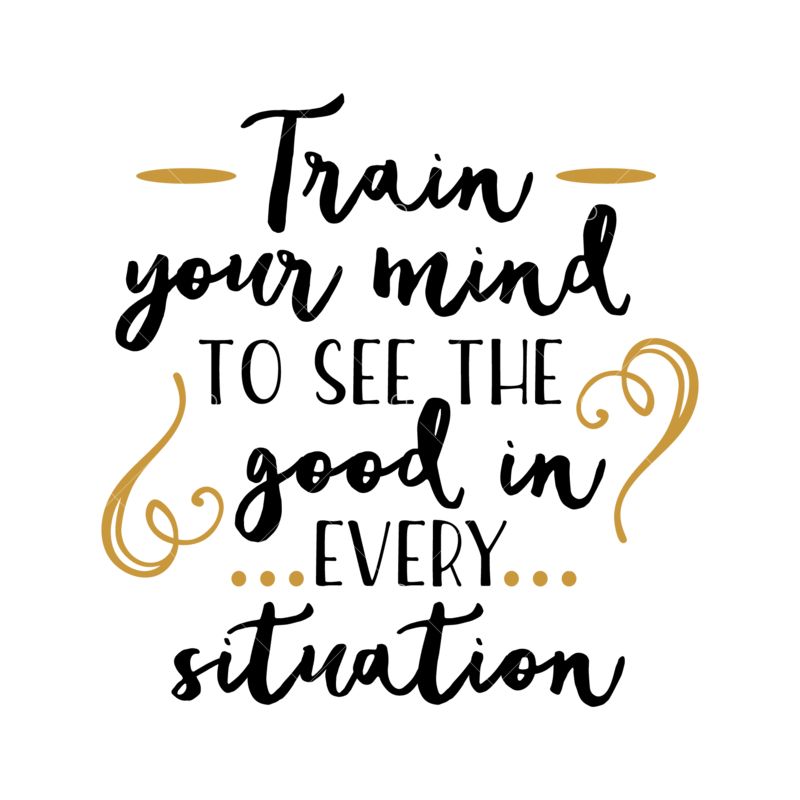 Train
your mind
TO SEE THE
good in
...EVERY...
situation